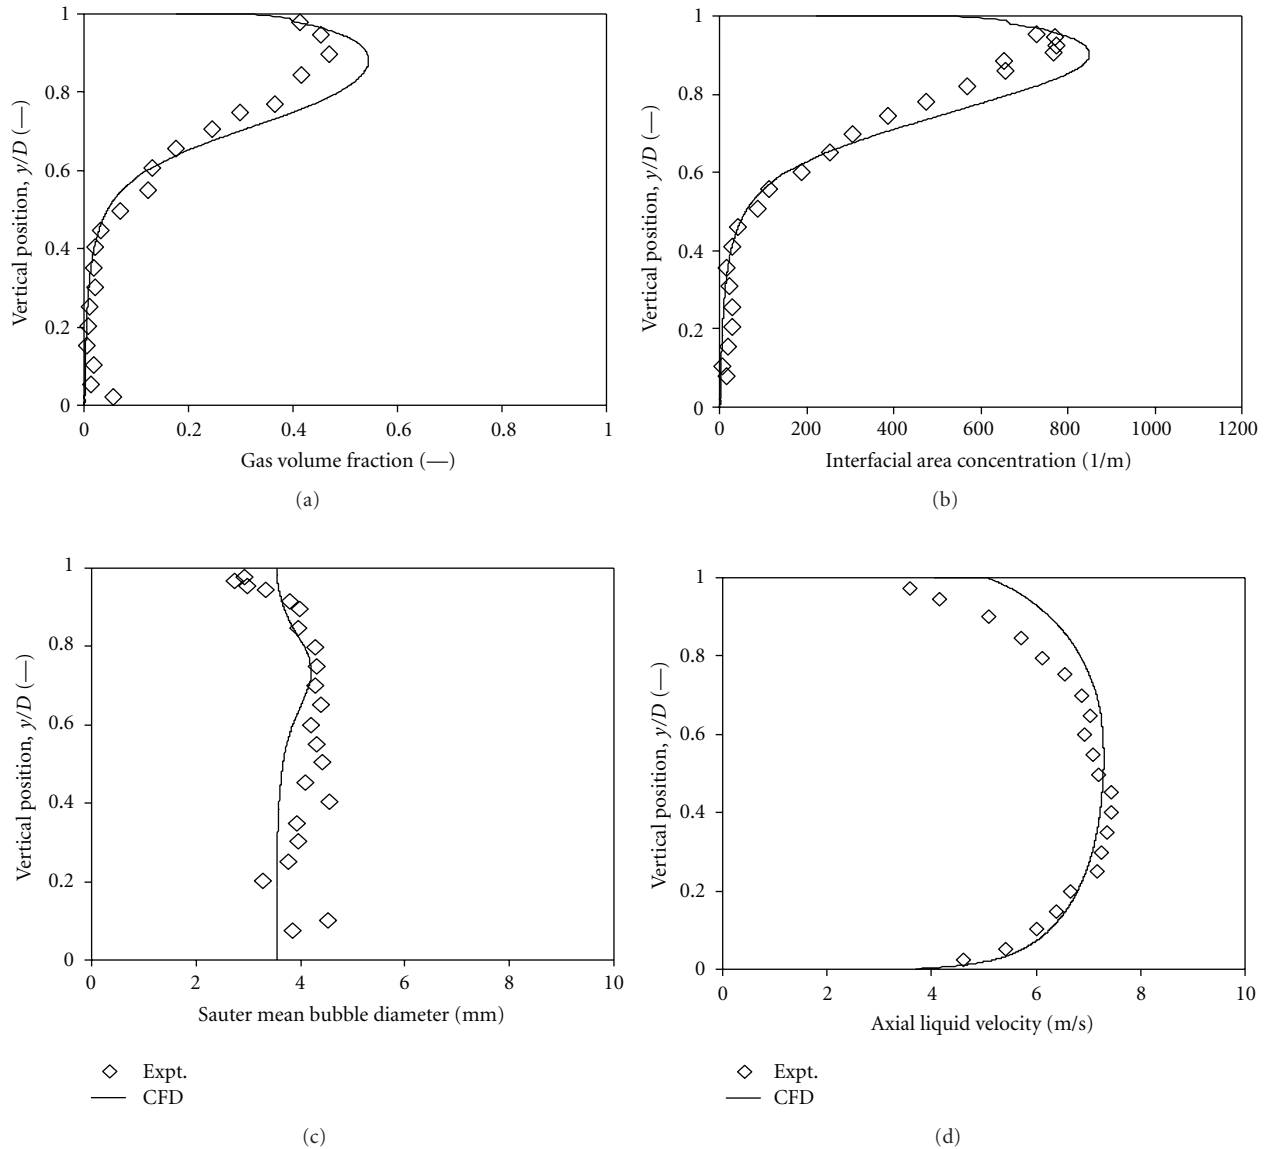 1
0.8
0.6
0.4
0.2
0
Vertical position, y/D (—)
0 0.2 0.4 0.6 0.8 1
Gas volume fraction (—)
(a)
1
0.8
0.6
0.4
0.2
0
Vertical position, y/D (—)
0 200 400 600 800 1000 1200
Interfacial area concentration (1/m)
(b)
1
0.8
0.6
0.4
0.2
0
Vertical position, y/D (—)
0 2 4 6 8 10
Sauter mean bubble diameter (mm)
Expt.
CFD
(c)
1
0.8
0.6
0.4
0.2
0
Vertical position, y/D (—)
0 2 4 6 8 10
Axial liquid velocity (m/s)
Expt.
CFD
(d)